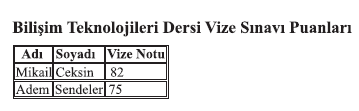 Bilişim Teknolojileri Dersi Vize Sınavı Puanları
Adı Soyadı Vize Notu
Mikail Ceksin 82
Adem Sendeler 75